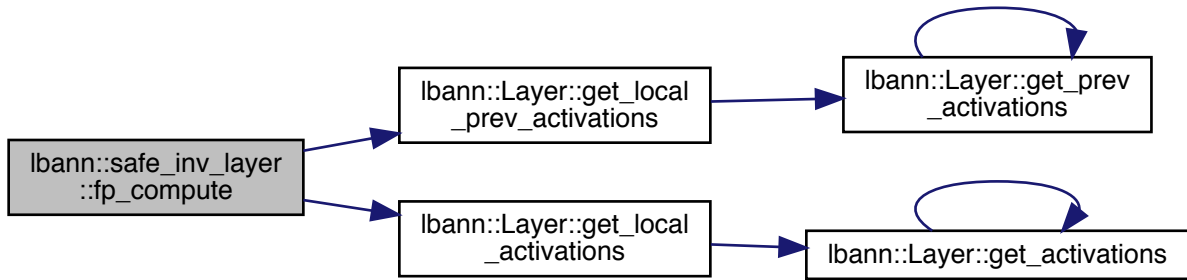 lbann::safe_inv_layer
::fp_compute
lbann::Layer::get_local
_prev_activations
lbann::Layer::get_prev
_activations
lbann::Layer::get_local
_activations
lbann::Layer::get_activations